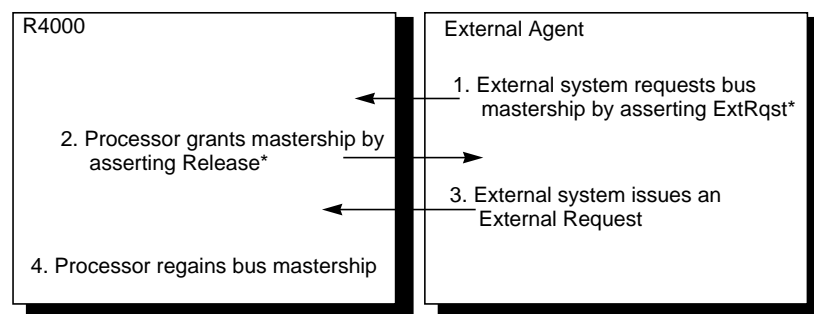 R4000
External Agent
1. External system requests bus
mastership by asserting ExtRqst*
2. Processor grants mastership by
asserting Release*
3. External system issues an
External Request
4. Processor regains bus mastership